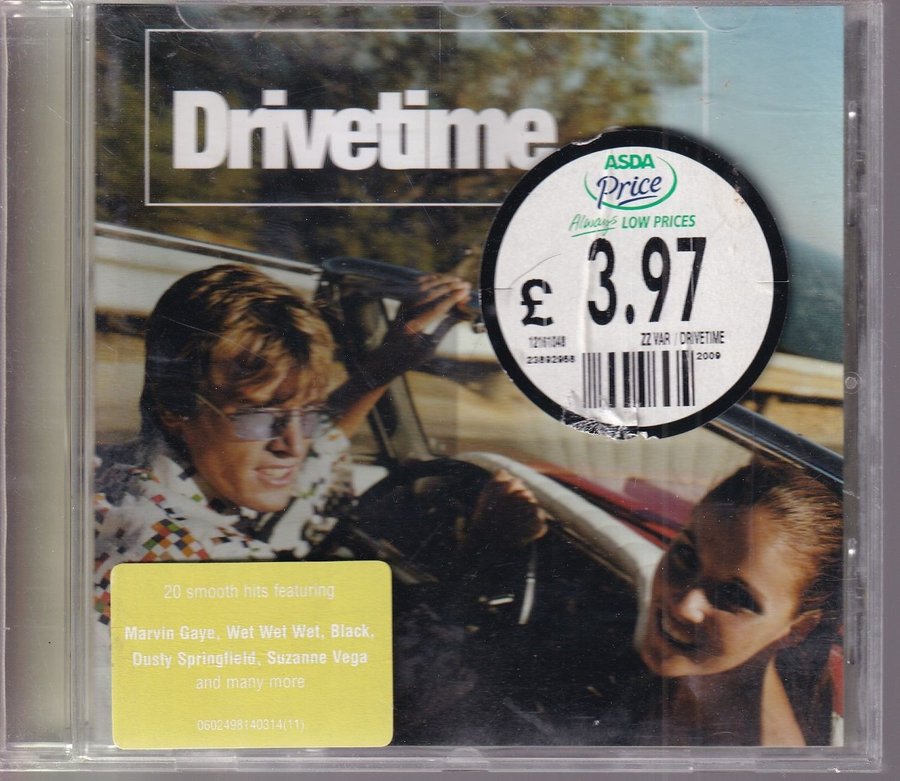 Drivetime
ASDA
Price
Always LOW PRICES
£ 3.97
12161048 ZZ VAR / DRIVETIME
23892958 2009
20 smooth hits featuring
Marvin Gaye, Wet Wet Wet, Black,
Dusty Springfield, Suzanne Vega
and many more
0602498140314(11)